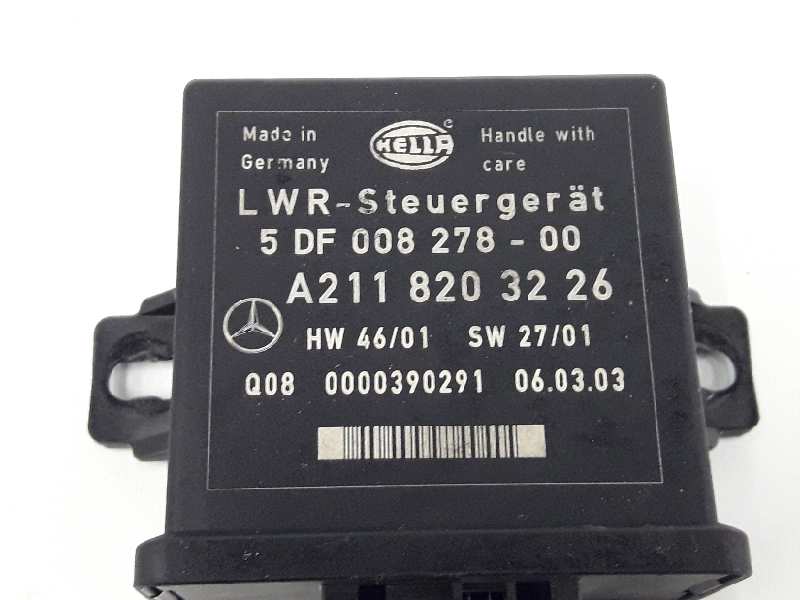 Made in
Germany
HELLA
©
Handle with
care
LWR-Steuergerät
5 DF 008 278 - 00
A211 820 32 26
HW 46/01 SW 27/01
Q08 0000390291 06.03.03